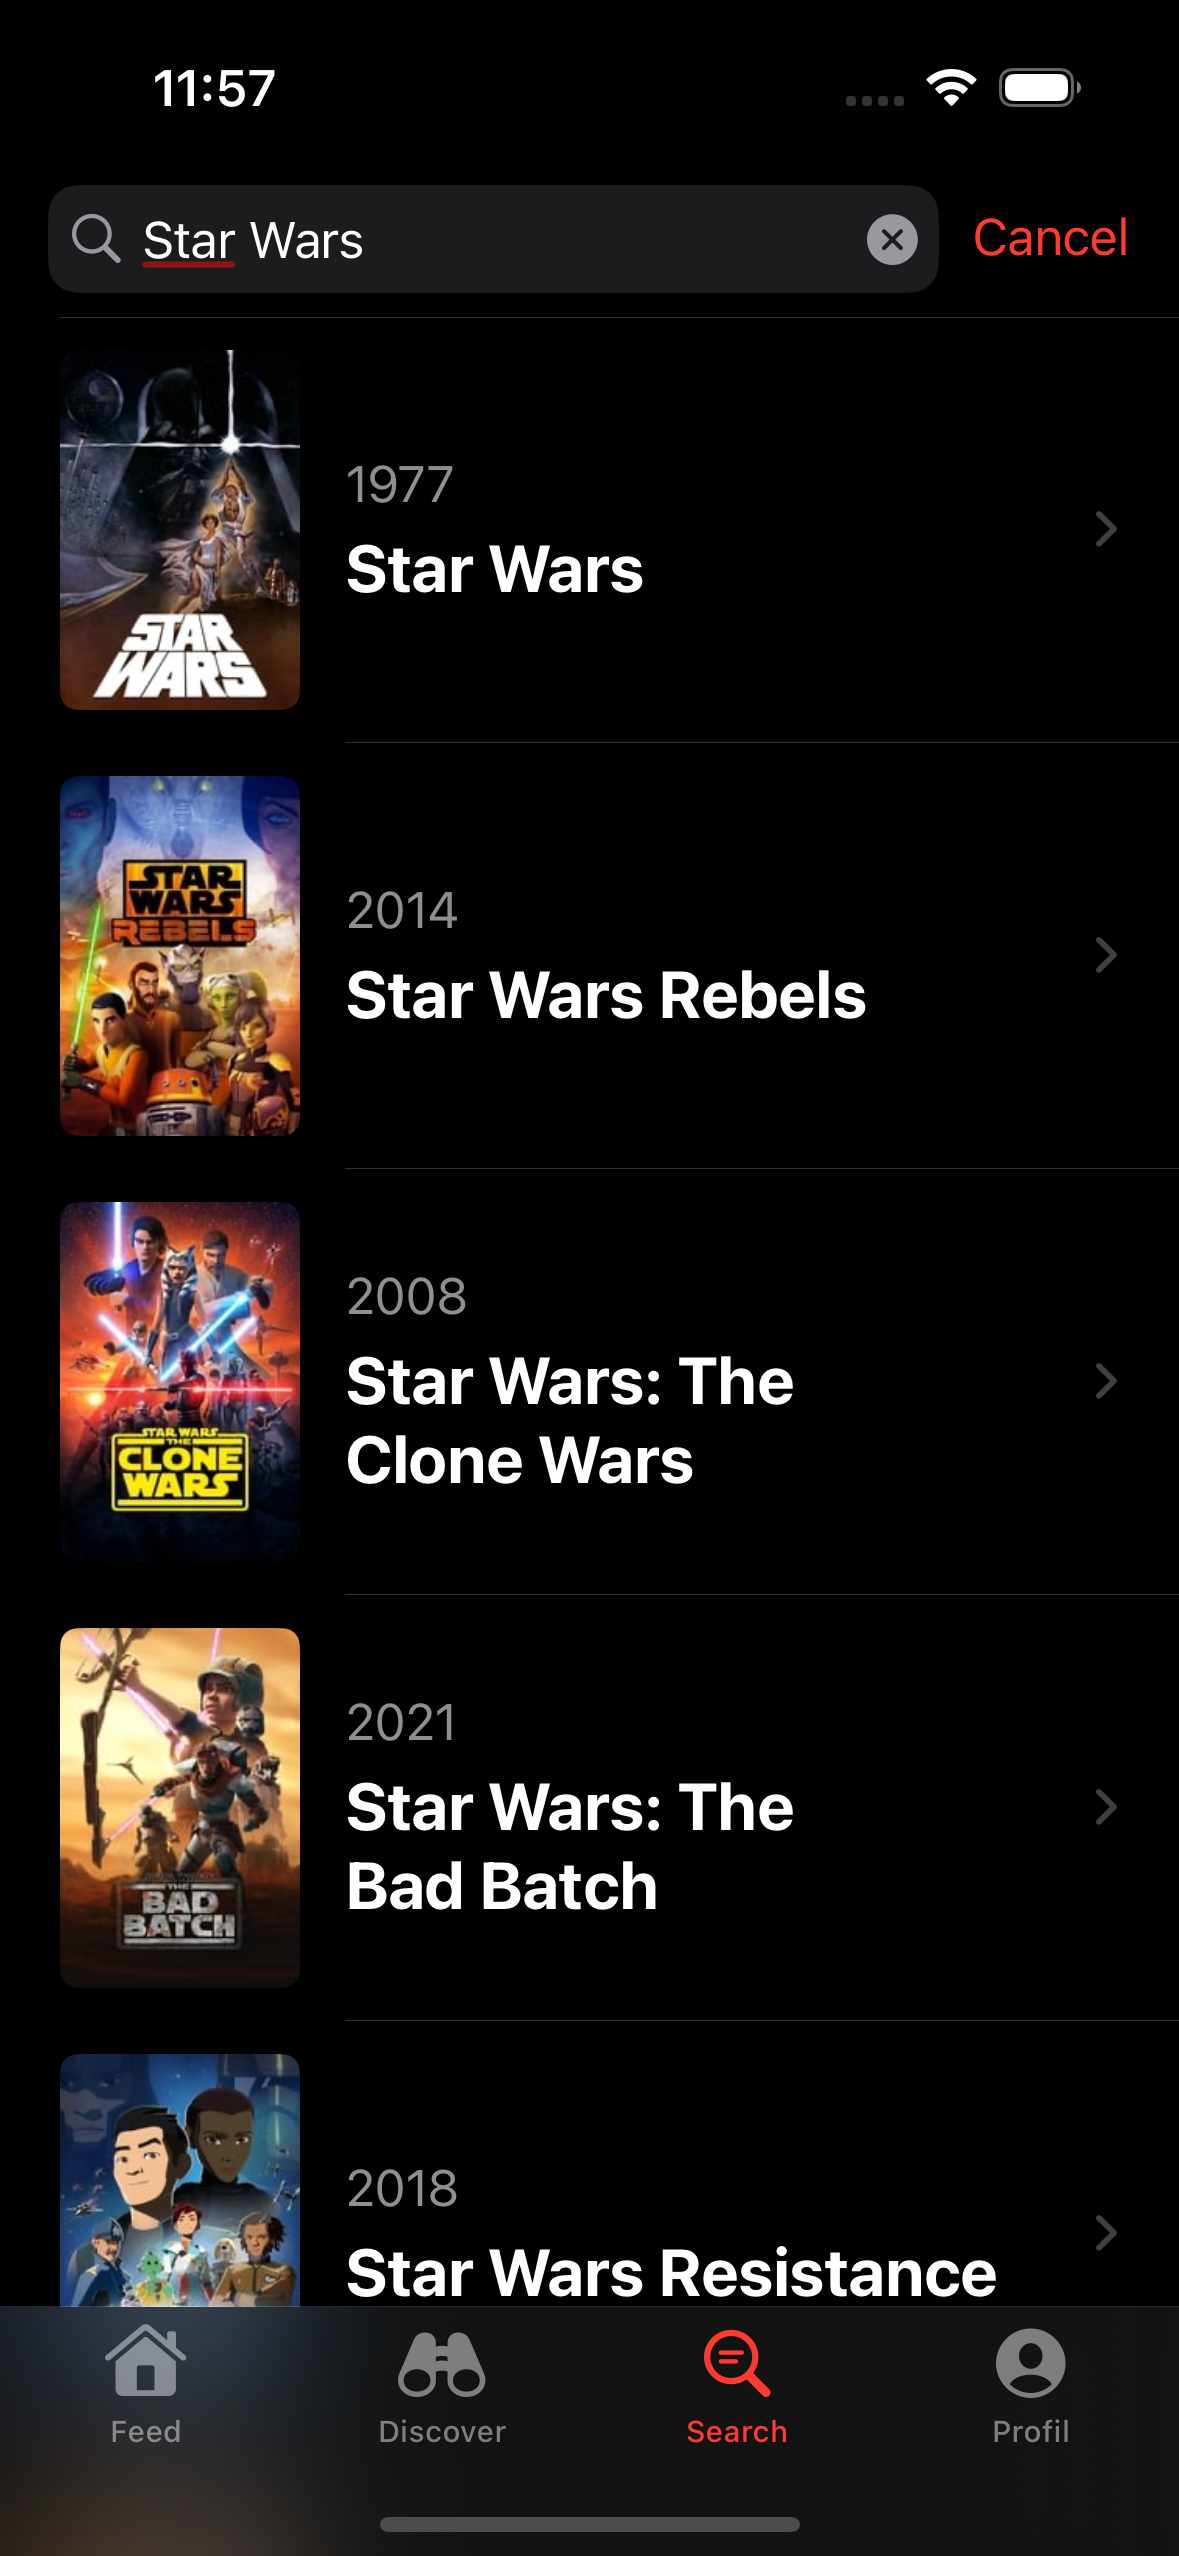 11:57
Star Wars
Cancel
STAR
WARS
1977
Star Wars
STAR
WARS
REBELS
2014
Star Wars Rebels
STAR WARS
THE
CLONE
WARS
2008
Star Wars: The
Clone Wars
THE
BAD
BATCH
2021
Star Wars: The
Bad Batch
2018
Star Wars Resistance
Feed
Discover
Search
Profil